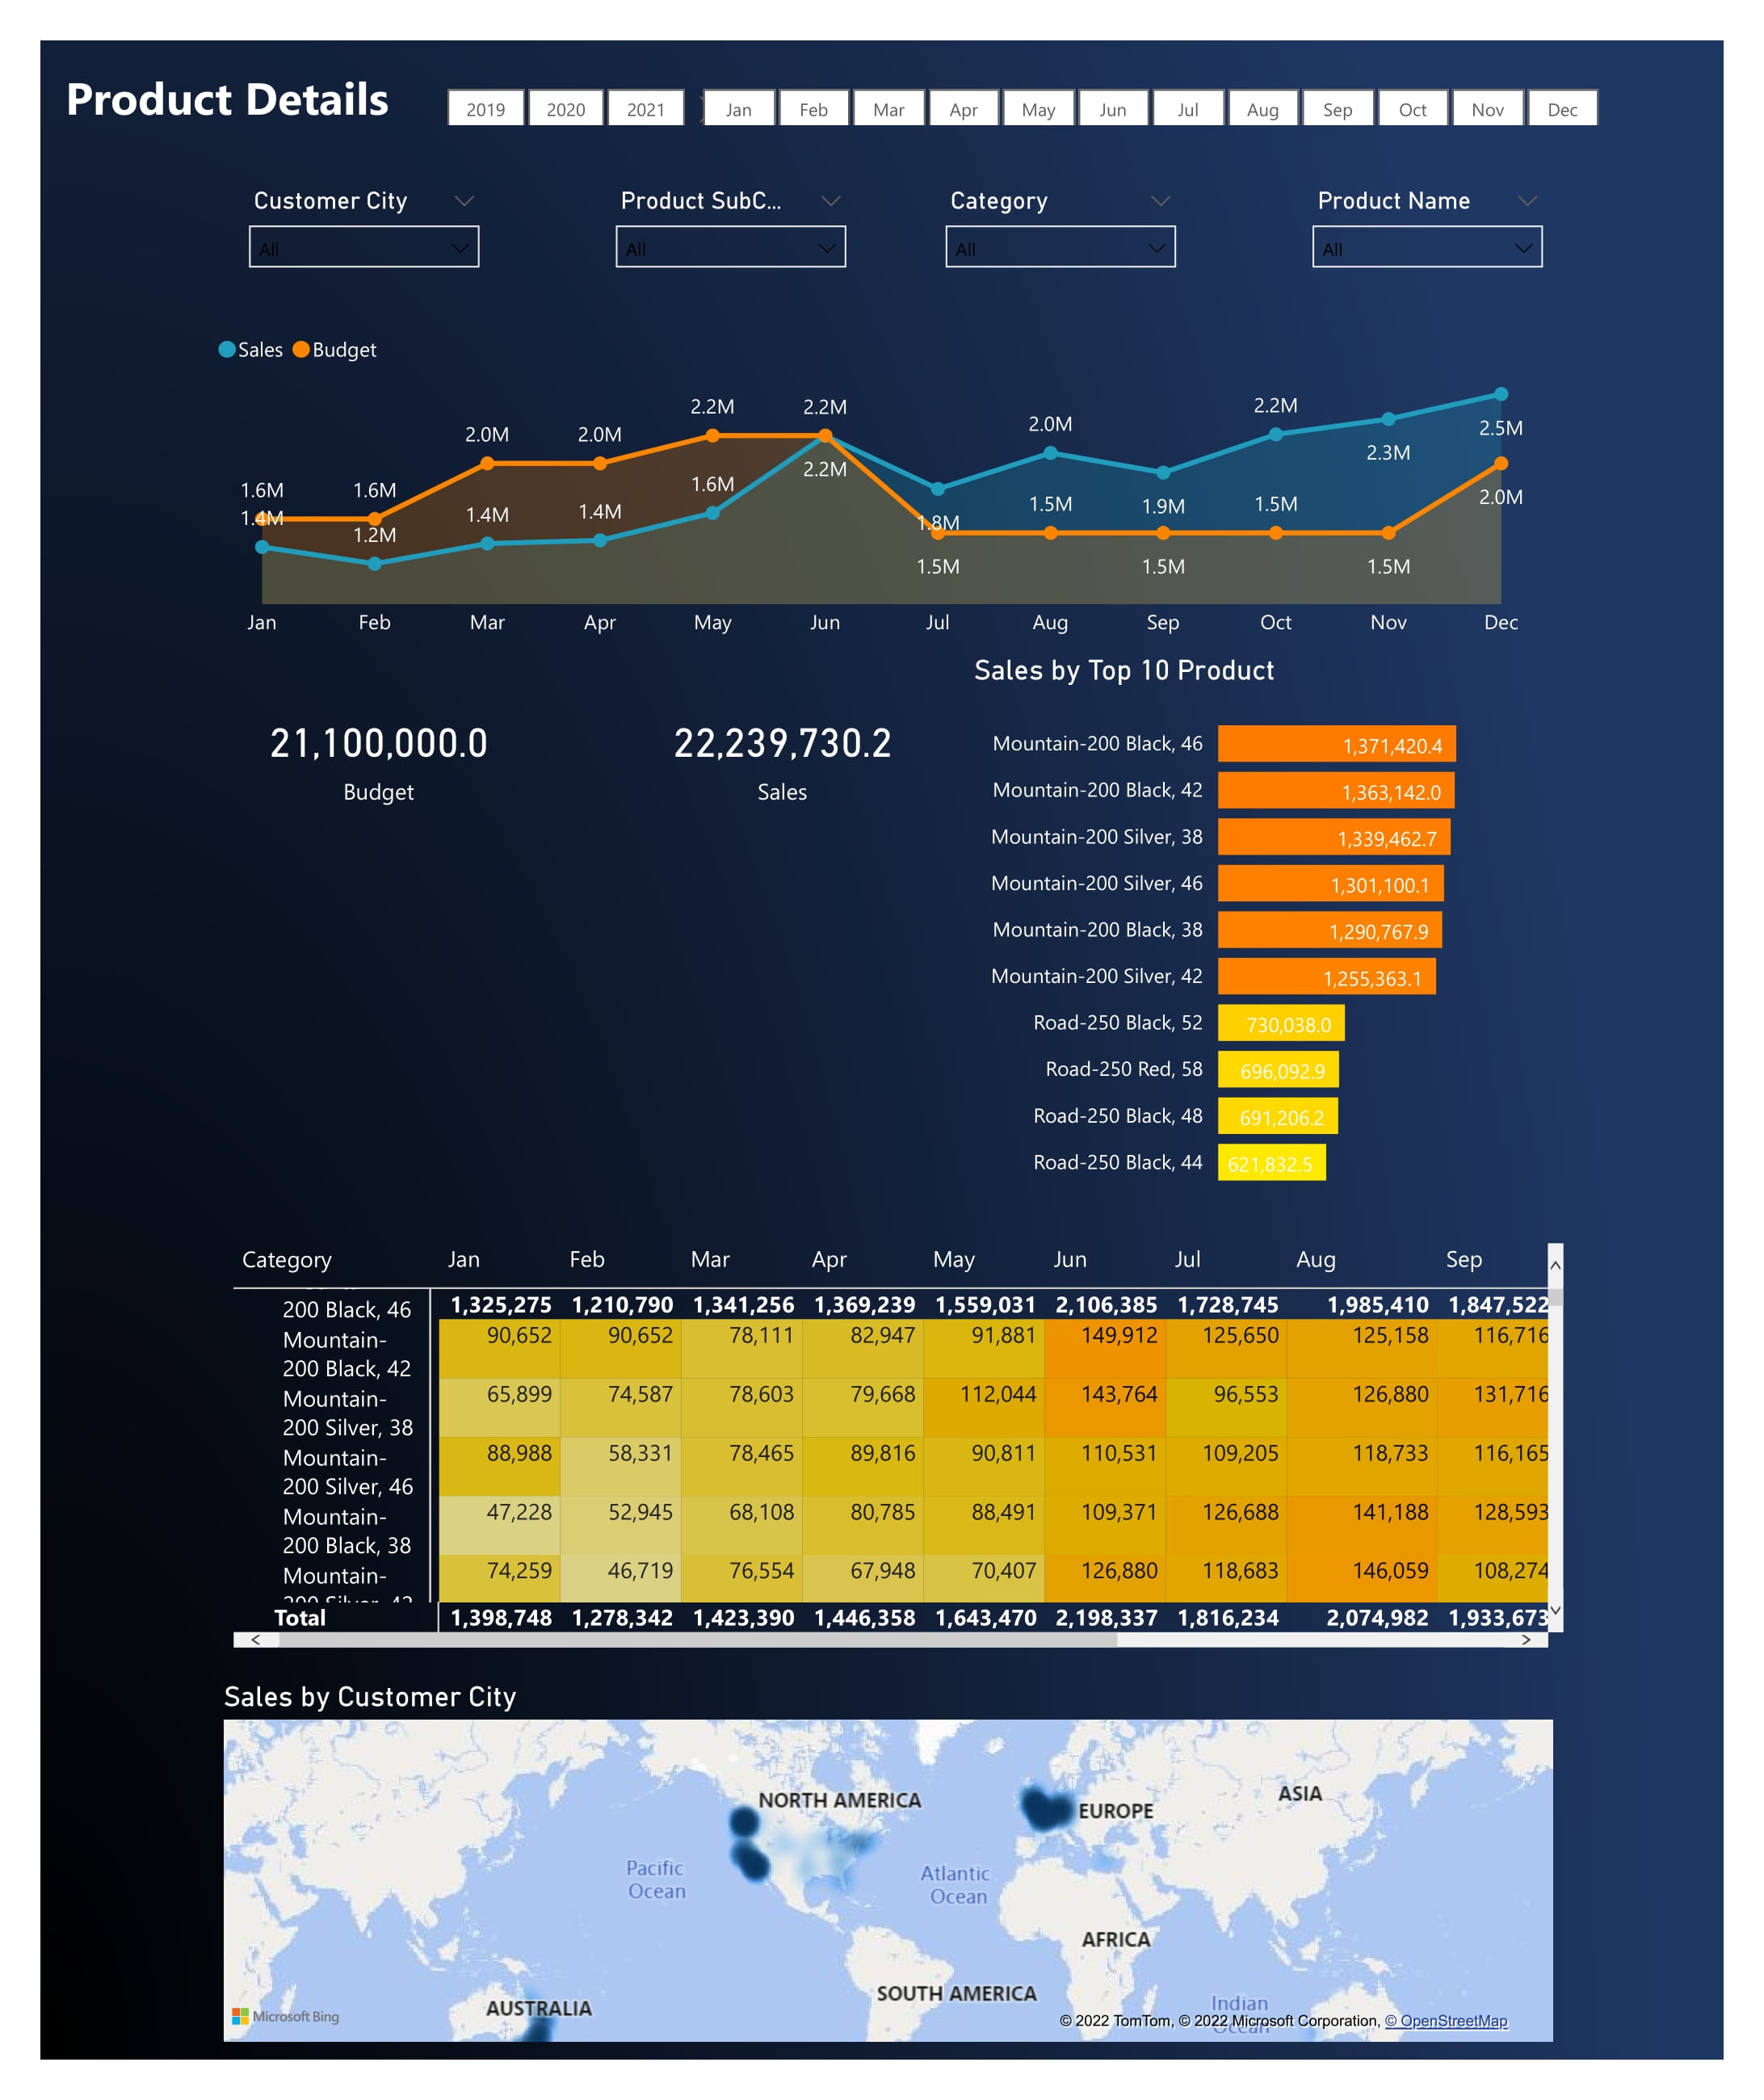 Product Details
2019 2020 2021 Jan Feb Mar Apr May Jun Jul Aug Sep Oct Nov Dec
Customer City Product SubC... Category Product Name
All All All All
Sales Budget
2.2M 2.2M 2.2M
2.0M 2.0M 2.0M 2.5M
2.3M
1.6M 1.6M 1.6M 2.2M
1.4M 1.2M 1.4M 1.4M 1.8M 1.5M 1.9M 1.5M 2.0M
1.5M 1.5M 1.5M
Jan Feb Mar Apr May Jun Jul Aug Sep Oct Nov Dec
Sales by Top 10 Product
21,100,000.0
Budget
22,239,730.2
Sales
Mountain-200 Black, 46 1,371,420.4
Mountain-200 Black, 42 1,363,142.0
Mountain-200 Silver, 38 1,339,462.7
Mountain-200 Silver, 46 1,301,100.1
Mountain-200 Black, 38 1,290,767.9
Mountain-200 Silver, 42 1,255,363.1
Road-250 Black, 52 730,038.0
Road-250 Red, 58 696,092.9
Road-250 Black, 48 691,206.2
Road-250 Black, 44 621,832.5
Category Jan Feb Mar Apr May Jun Jul Aug Sep
200 Black, 46 1,325,275 1,210,790 1,341,256 1,369,239 1,559,031 2,106,385 1,728,745 1,985,410 1,847,522
Mountain- 90,652 90,652 78,111 82,947 91,881 149,912 125,650 125,158 116,716
200 Black, 42
Mountain- 65,899 74,587 78,603 79,668 112,044 143,764 96,553 126,880 131,716
200 Silver, 38
Mountain- 88,988 58,331 78,465 89,816 90,811 110,531 109,205 118,733 116,165
200 Silver, 46
Mountain- 47,228 52,945 68,108 80,785 88,491 109,371 126,688 141,188 128,593
200 Black, 38
Mountain- 74,259 46,719 76,554 67,948 70,407 126,880 118,683 146,059 108,274
200 Silver, 42
Total 1,398,748 1,278,342 1,423,390 1,446,358 1,643,470 2,198,337 1,816,234 2,074,982 1,933,673
Sales by Customer City
NORTH AMERICA
EUROPE
ASIA
Pacific
Ocean
Atlantic
Ocean
AFRICA
SOUTH AMERICA
AUSTRALIA
Indian
Ocean
Microsoft Bing
© 2022 TomTom, © 2022 Microsoft Corporation, © OpenStreetMap